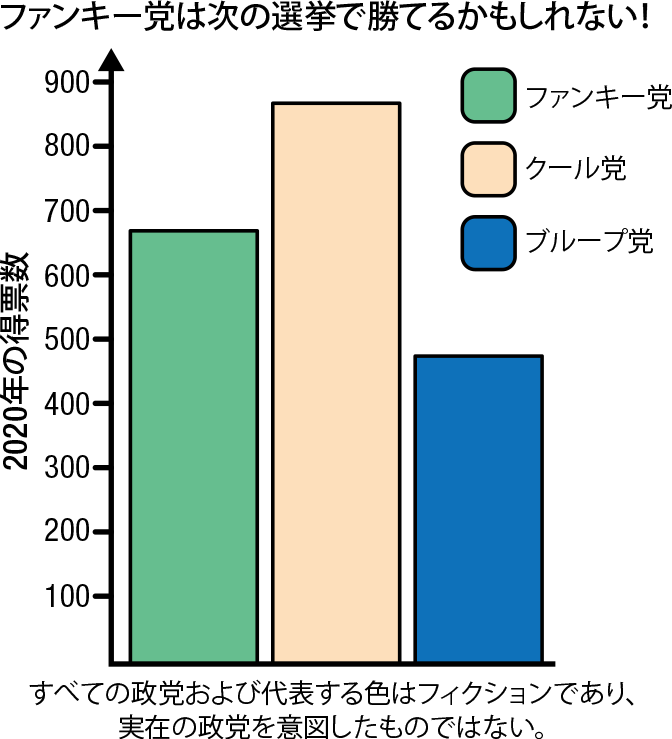 ファンキー党は次の選挙で勝てるかもしれない！
900
800
700
600
500
400
300
200
100
2020年の得票数
ファンキー党
クール党
ブループ党
すべての政党および代表する色はフィクションであり、
実在の政党を意図したものではない。